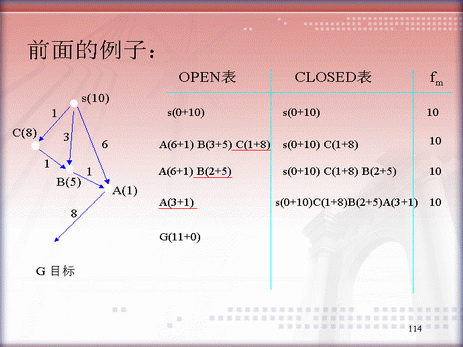 前面的例子：
OPEN表 CLOSED表 fm
s(10)
1
3
6
C(8)
1
B(5)
1
A(1)
8
G 目标
s(0+10) s(0+10) 10
A(6+1) B(3+5) C(1+8) s(0+10) C(1+8) 10
A(6+1) B(2+5) s(0+10) C(1+8) B(2+5) 10
A(3+1) s(0+10)C(1+8)B(2+5)A(3+1) 10
G(11+0)
114